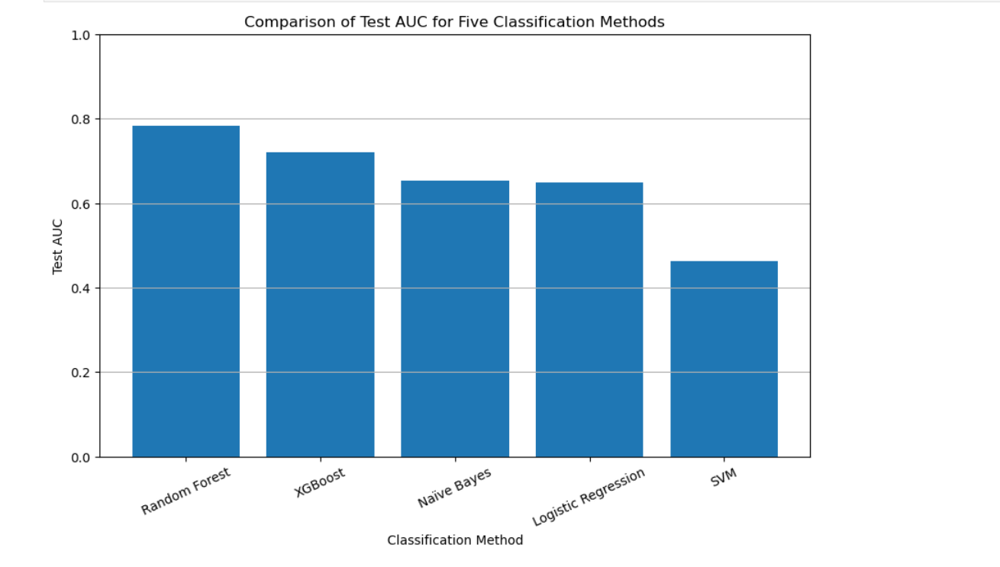 Comparison of Test AUC for Five Classification Methods
1.0
0.8
0.6
0.4
0.2
0.0
Test AUC
Random Forest
XGBoost
Naïve Bayes
Logistic Regression
SVM
Classification Method